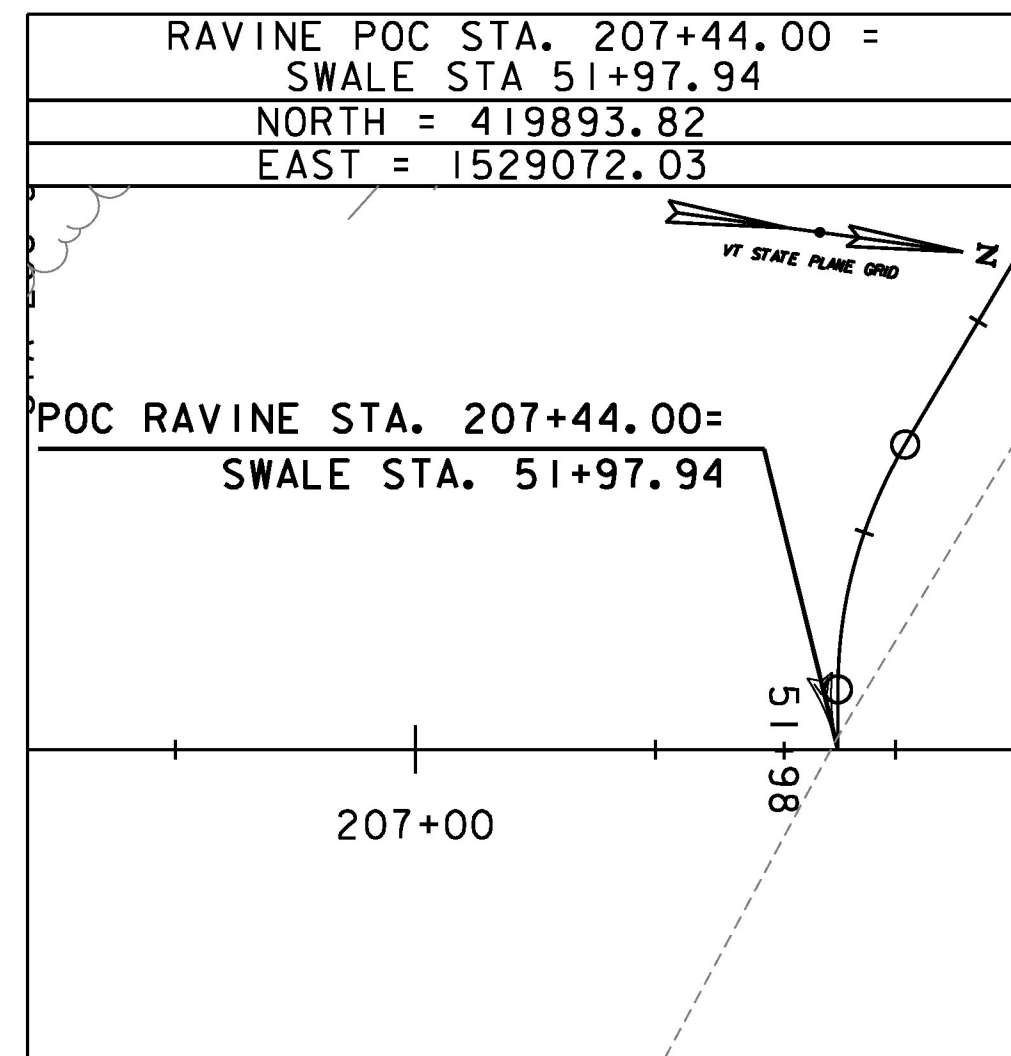 RAVINE POC STA. 207+44.00 =
SWALE STA 51+97.94
NORTH = 419893.82
EAST = 1529072.03
VT STATE PLANE GRID
N
POC RAVINE STA. 207+44.00=
SWALE STA. 51+97.94
51+98
207+00